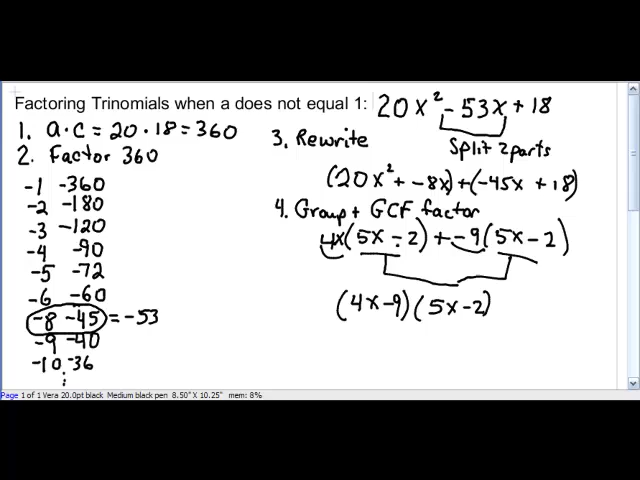 Factoring Trinomials when a does not equal 1: 20x² - 53x + 18
1. a·c = 20·18 = 360
2. Factor 360
-1 -360
-2 -180
-3 -120
-4 -90
-5 -72
-6 -60
-8 -45 = -53
-9 -40
-10 -36
⋮
3. Rewrite
Split 2 parts
(20x² + -8x) + (-45x + 18)
4. Group + GCF factor
4x(5x - 2) + -9(5x - 2)
(4x - 9)(5x - 2)
Page 1 of 1 Vera 20.0pt black Medium black pen 8.50" X 10.25" mem: 8%